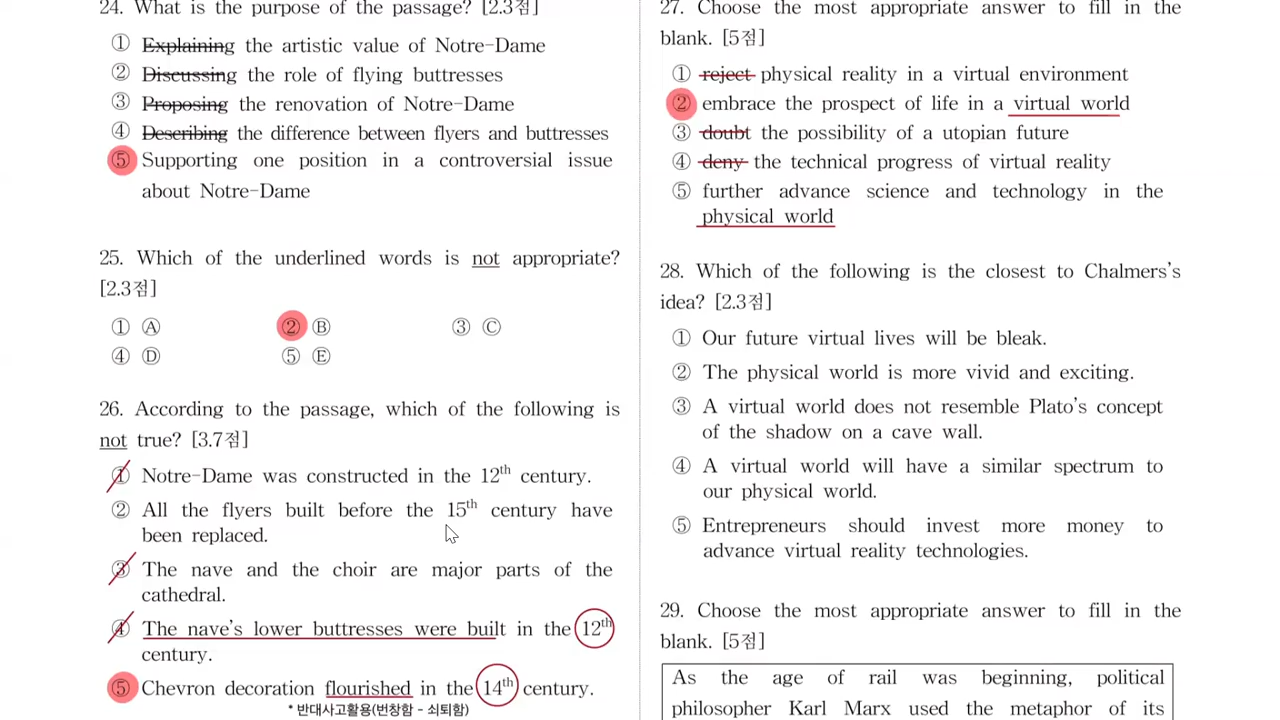 24. What is the purpose of the passage? [2.3점]
① Explaining the artistic value of Notre-Dame
② Discussing the role of flying buttresses
③ Proposing the renovation of Notre-Dame
④ Describing the difference between flyers and buttresses
⑤ Supporting one position in a controversial issue
about Notre-Dame
25. Which of the underlined words is not appropriate?
[2.3점]
① Ⓐ ② Ⓑ ③ Ⓒ
④ Ⓓ ⑤ Ⓔ
26. According to the passage, which of the following is
not true? [3.7점]
① Notre-Dame was constructed in the 12th century.
② All the flyers built before the 15th century have
been replaced.
③ The nave and the choir are major parts of the
cathedral.
④ The nave's lower buttresses were built in the 12th
century.
⑤ Chevron decoration flourished in the 14th century.
* 반대사고활용(번창함 - 쇠퇴함)
27. Choose the most appropriate answer to fill in the
blank. [5점]
① reject physical reality in a virtual environment
② embrace the prospect of life in a virtual world
③ doubt the possibility of a utopian future
④ deny the technical progress of virtual reality
⑤ further advance science and technology in the
physical world
28. Which of the following is the closest to Chalmers's
idea? [2.3점]
① Our future virtual lives will be bleak.
② The physical world is more vivid and exciting.
③ A virtual world does not resemble Plato's concept
of the shadow on a cave wall.
④ A virtual world will have a similar spectrum to
our physical world.
⑤ Entrepreneurs should invest more money to
advance virtual reality technologies.
29. Choose the most appropriate answer to fill in the
blank. [5점]
As the age of rail was beginning, political
philosopher Karl Marx used the metaphor of its